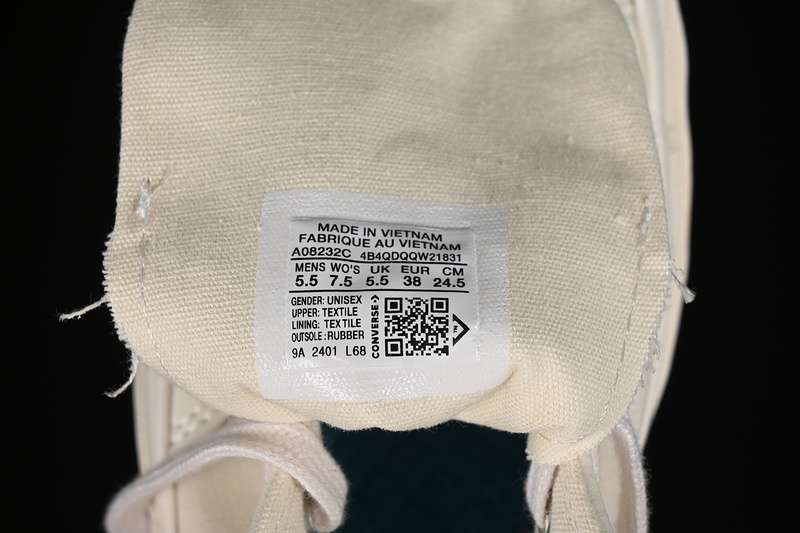 MADE IN VIETNAM
FABRIQUE AU VIETNAM
A08232C 4B4QDQQW21831
MENS WO'S UK EUR CM
5.5 7.5 5.5 38 24.5
GENDER: UNISEX
UPPER: TEXTILE
LINING: TEXTILE
OUTSOLE: RUBBER
9A 2401 L68
CONVERSE
TM